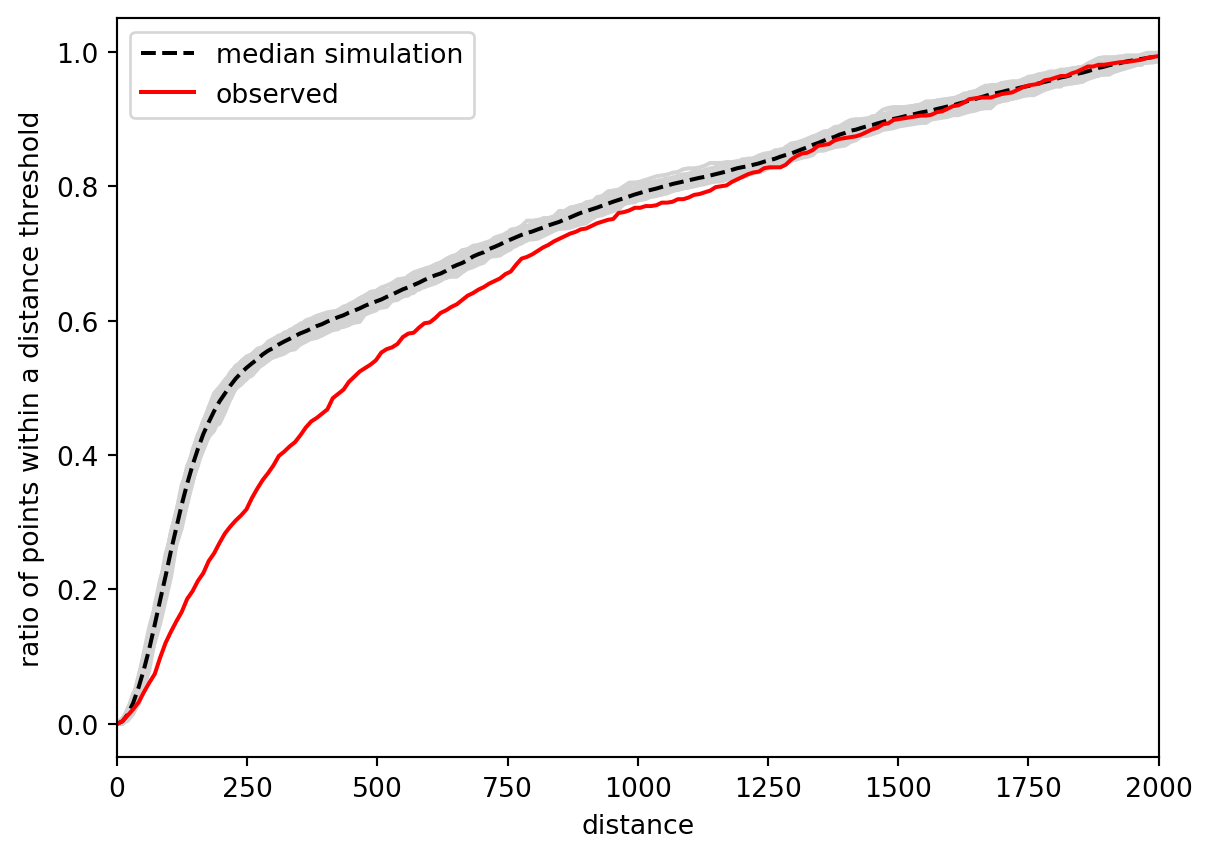 median simulation
observed
ratio of points within a distance threshold
1.0
0.8
0.6
0.4
0.2
0.0
0 250 500 750 1000 1250 1500 1750 2000
distance